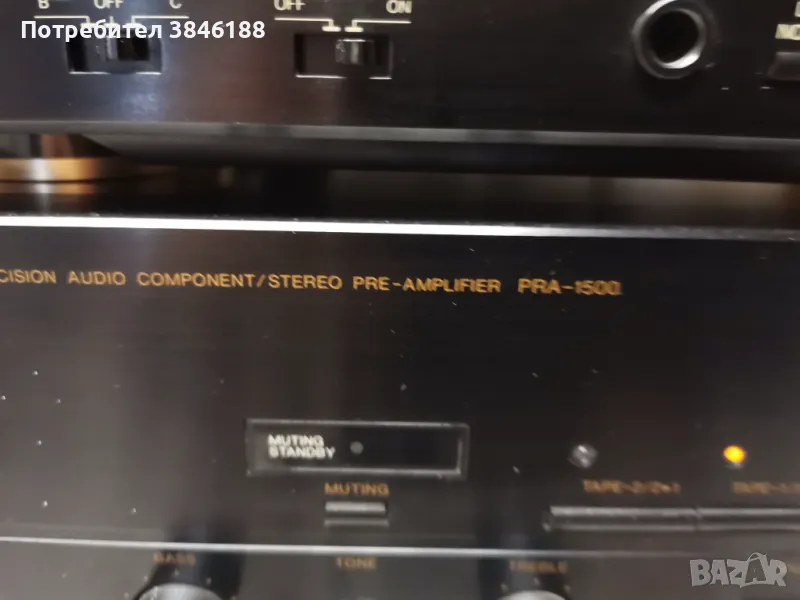 Потребител 3846188
B OFF C
OFF ON
CISION AUDIO COMPONENT/STEREO PRE-AMPLIFIER PRA-1500
MUTING
STANDBY
MUTING
TAPE-2/2▸1
BASS TONE TREBLE
BAZAR